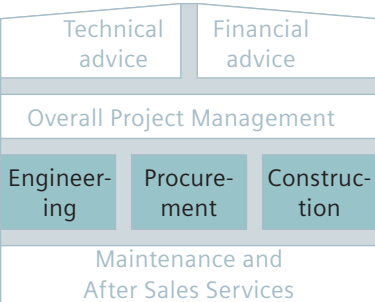 Technical
advice
Financial
advice
Overall Project Management
Engineer-
ing
Procure-
ment
Construc-
tion
Maintenance and
After Sales Services